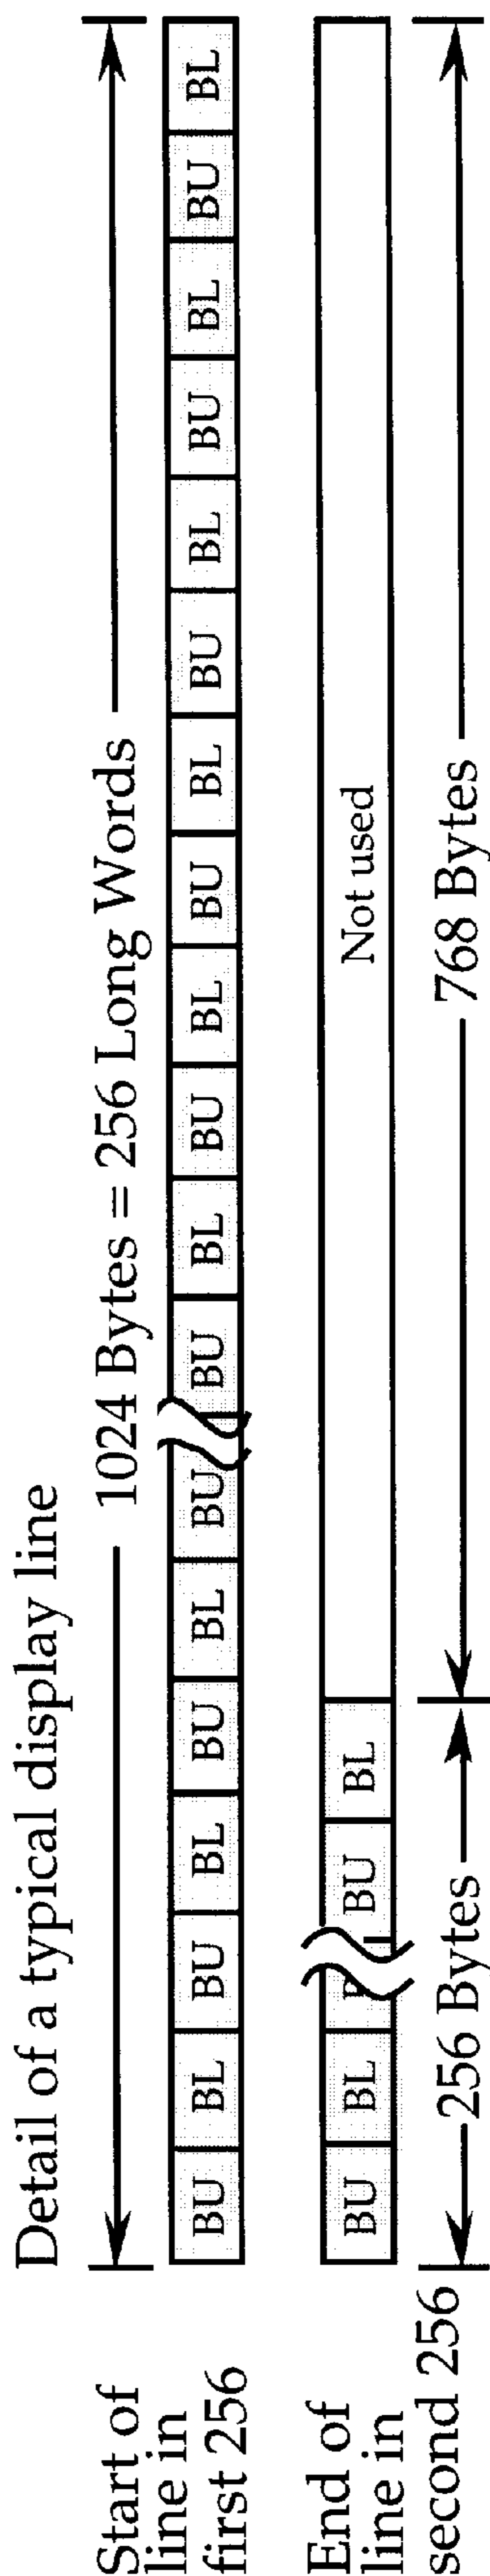 Detail of a typical display line
1024 Bytes = 256 Long Words
Start of
line in
first 256
BU BL BU BL BU BL BU BU BL BU BL BU BL BU BL BU BL BU BL
End of
line in
second 256
BU BL BU BL Not used
256 Bytes 768 Bytes